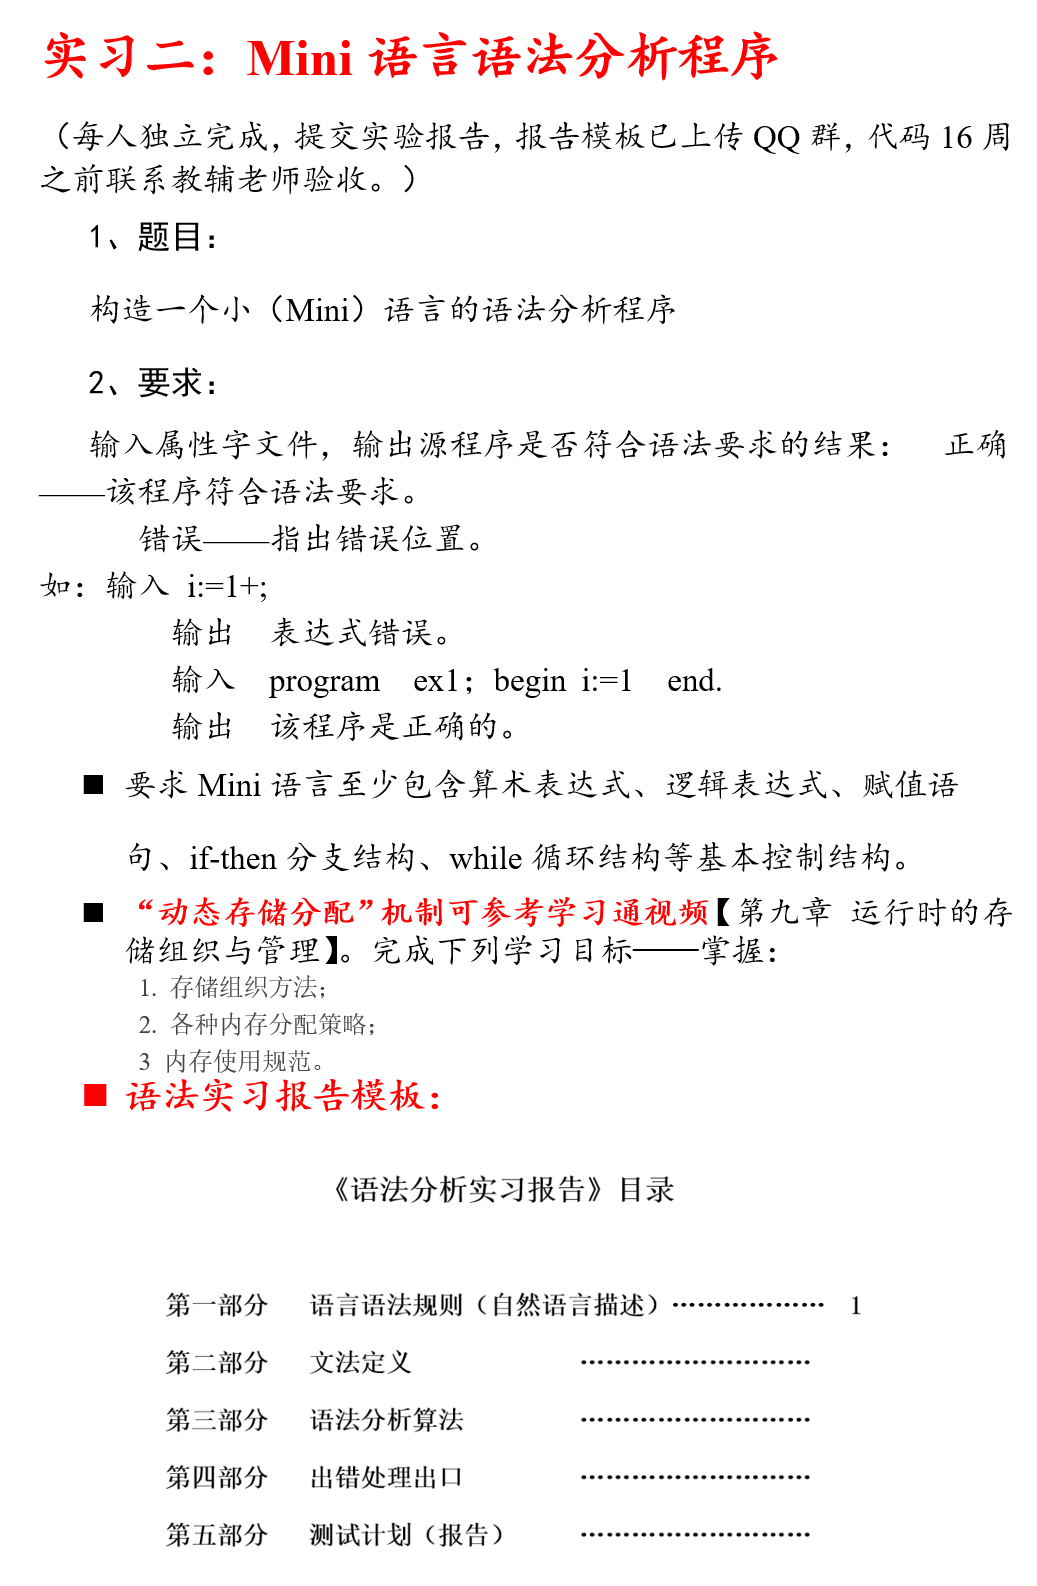 实习二：Mini 语言语法分析程序
（每人独立完成，提交实验报告，报告模板已上传 QQ 群，代码 16 周
之前联系教辅老师验收。）
1、题目：
构造一个小（Mini）语言的语法分析程序
2、要求：
输入属性字文件，输出源程序是否符合语法要求的结果： 正确
——该程序符合语法要求。
错误——指出错误位置。
如：输入 i:=1+;
输出 表达式错误。
输入 program ex1；begin i:=1 end.
输出 该程序是正确的。
■ 要求 Mini 语言至少包含算术表达式、逻辑表达式、赋值语
句、if-then 分支结构、while 循环结构等基本控制结构。
■ “动态存储分配”机制可参考学习通视频【第九章 运行时的存
储组织与管理】。完成下列学习目标——掌握：
1. 存储组织方法；
2. 各种内存分配策略；
3 内存使用规范。
■ 语法实习报告模板：
《语法分析实习报告》目录
第一部分 语言语法规则（自然语言描述）……………… 1
第二部分 文法定义 ………………………
第三部分 语法分析算法 ………………………
第四部分 出错处理出口 ………………………
第五部分 测试计划（报告） ………………………